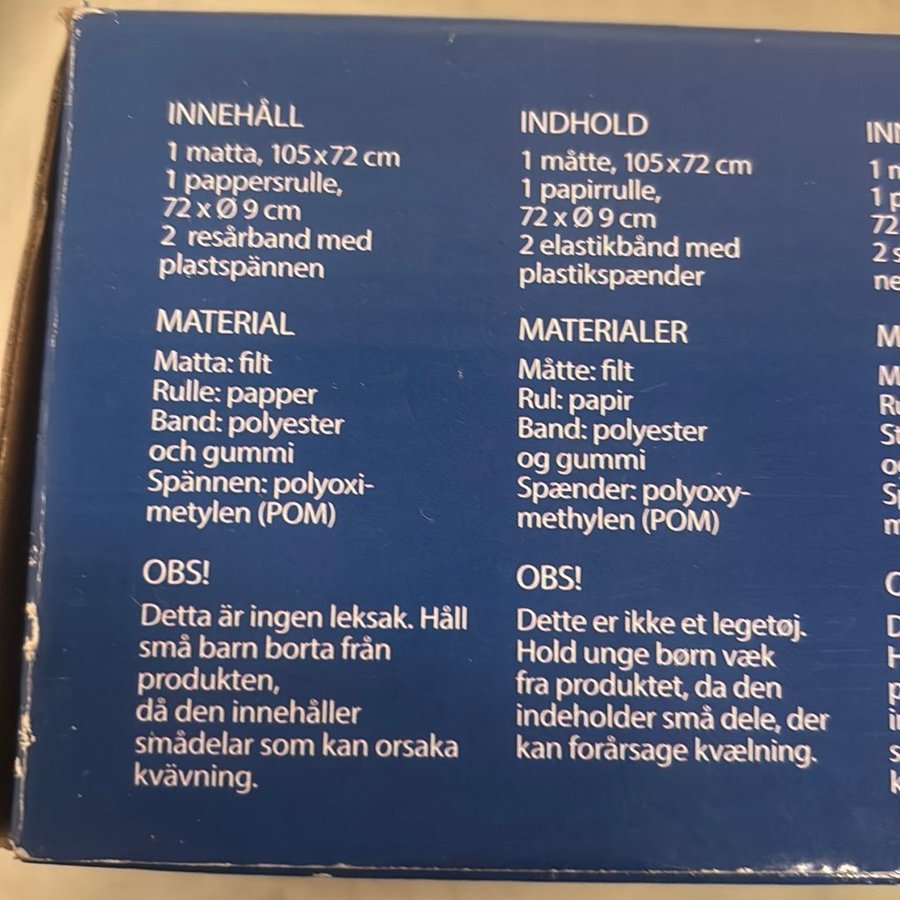 INNEHÅLL
1 matta, 105x72 cm
1 pappersrulle,
72 x Ø 9 cm
2 resårband med
plastspännen
MATERIAL
Matta: filt
Rulle: papper
Band: polyester
och gummi
Spännen: polyoxi-
metylen (POM)
OBS!
Detta är ingen leksak. Håll
små barn borta från
produkten,
då den innehåller
smådelar som kan orsaka
kvävning.
INDHOLD
1 måtte, 105x72 cm
1 papirrulle,
72 x Ø 9 cm
2 elastikbånd med
plastikspænder
MATERIALER
Måtte: filt
Rul: papir
Band: polyester
og gummi
Spænder: polyoxy-
methylen (POM)
OBS!
Dette er ikke et legetøj.
Hold unge børn væk
fra produktet, da den
indeholder små dele, der
kan forårsage kvælning.